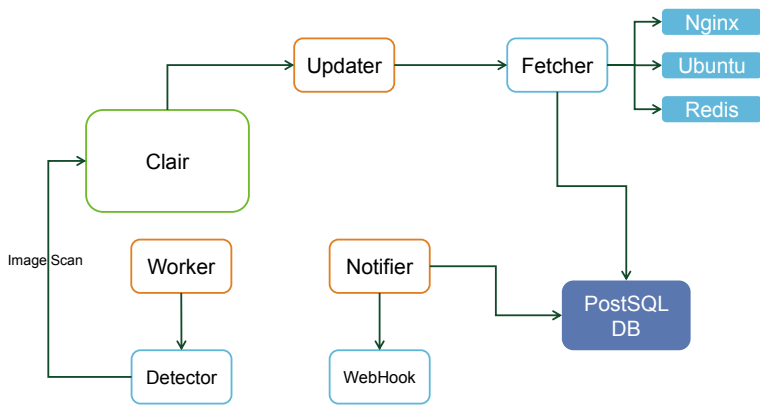 Nginx
Updater
Fetcher
Ubuntu
Redis
Clair
Image Scan
Worker
Notifier
PostSQL
DB
Detector
WebHook